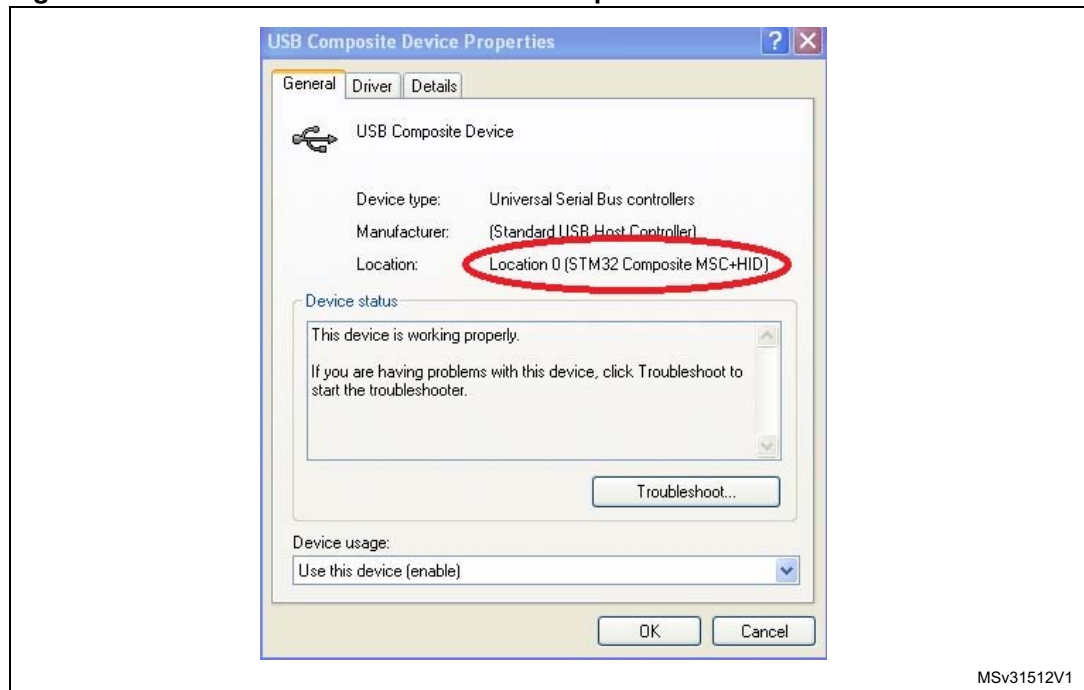 USB Composite Device Properties
General Driver Details
USB Composite Device
Device type: Universal Serial Bus controllers
Manufacturer: (Standard USB Host Controller)
Location: Location 0 (STM32 Composite MSC+HID)
Device status
This device is working properly.
If you are having problems with this device, click Troubleshoot to
start the troubleshooter.
Troubleshoot...
Device usage:
Use this device (enable)
OK Cancel
MSv31512V1